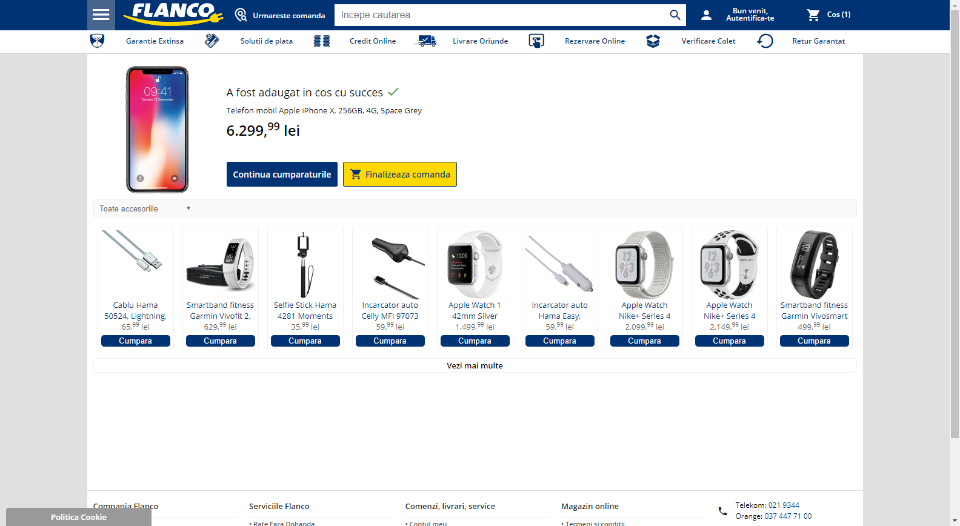 FLANCO
Urmareste comanda
Incepe cautarea
Bun venit,
Autentifica-te
Cos (1)
Garantie Extinsa
Solutii de plata
Credit Online
Livrare Oriunde
Rezervare Online
Verificare Colet
Retur Garantat
A fost adaugat in cos cu succes
Telefon mobil Apple iPhone X, 256GB, 4G, Space Grey
6.299,99 lei
Continua cumparaturile
Finalizeaza comanda
Toate accesoriile
Cablu Hama
50524, Lightning,
65,99 lei
Cumpara
Smartband fitness
Garmin Vivofit 2,
629,99 lei
Cumpara
Selfie Stick Hama
4281 Moments
35,99 lei
Cumpara
Incarcator auto
Celly MFI 97073
59,99 lei
Cumpara
Apple Watch 1
42mm Silver
1.499,99 lei
Cumpara
Incarcator auto
Hama Easy,
59,99 lei
Cumpara
Apple Watch
Nike+ Series 4
2.099,99 lei
Cumpara
Apple Watch
Nike+ Series 4
2.149,99 lei
Cumpara
Smartband fitness
Garmin Vivosmart
499,99 lei
Cumpara
Vezi mai multe
Compania Flanco
Serviciile Flanco
• Rate Fara Dobanda
Comenzi, livrari, service
• Contul meu
Magazin online
• Termeni si conditii
Telekom: 021 9344
Orange: 037 447 71 00
Politica Cookie